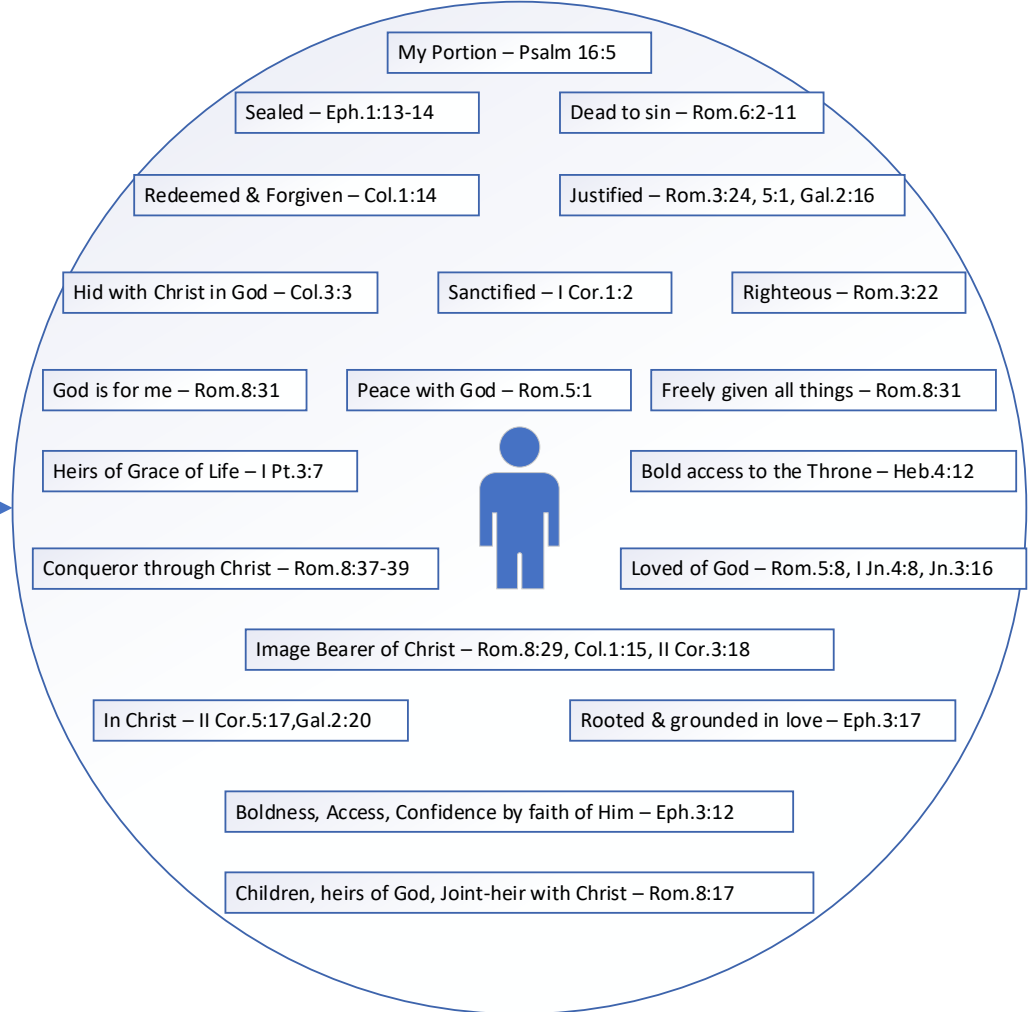 My Portion – Psalm 16:5
Sealed – Eph.1:13-14
Dead to sin – Rom.6:2-11
Redeemed & Forgiven – Col.1:14
Justified – Rom.3:24, 5:1, Gal.2:16
Hid with Christ in God – Col.3:3
Sanctified – I Cor.1:2
Righteous – Rom.3:22
God is for me – Rom.8:31
Peace with God – Rom.5:1
Freely given all things – Rom.8:31
Heirs of Grace of Life – I Pt.3:7
Bold access to the Throne – Heb.4:12
Conqueror through Christ – Rom.8:37-39
Loved of God – Rom.5:8, I Jn.4:8, Jn.3:16
Image Bearer of Christ – Rom.8:29, Col.1:15, II Cor.3:18
In Christ – II Cor.5:17,Gal.2:20
Rooted & grounded in love – Eph.3:17
Boldness, Access, Confidence by faith of Him – Eph.3:12
Children, heirs of God, Joint-heir with Christ – Rom.8:17